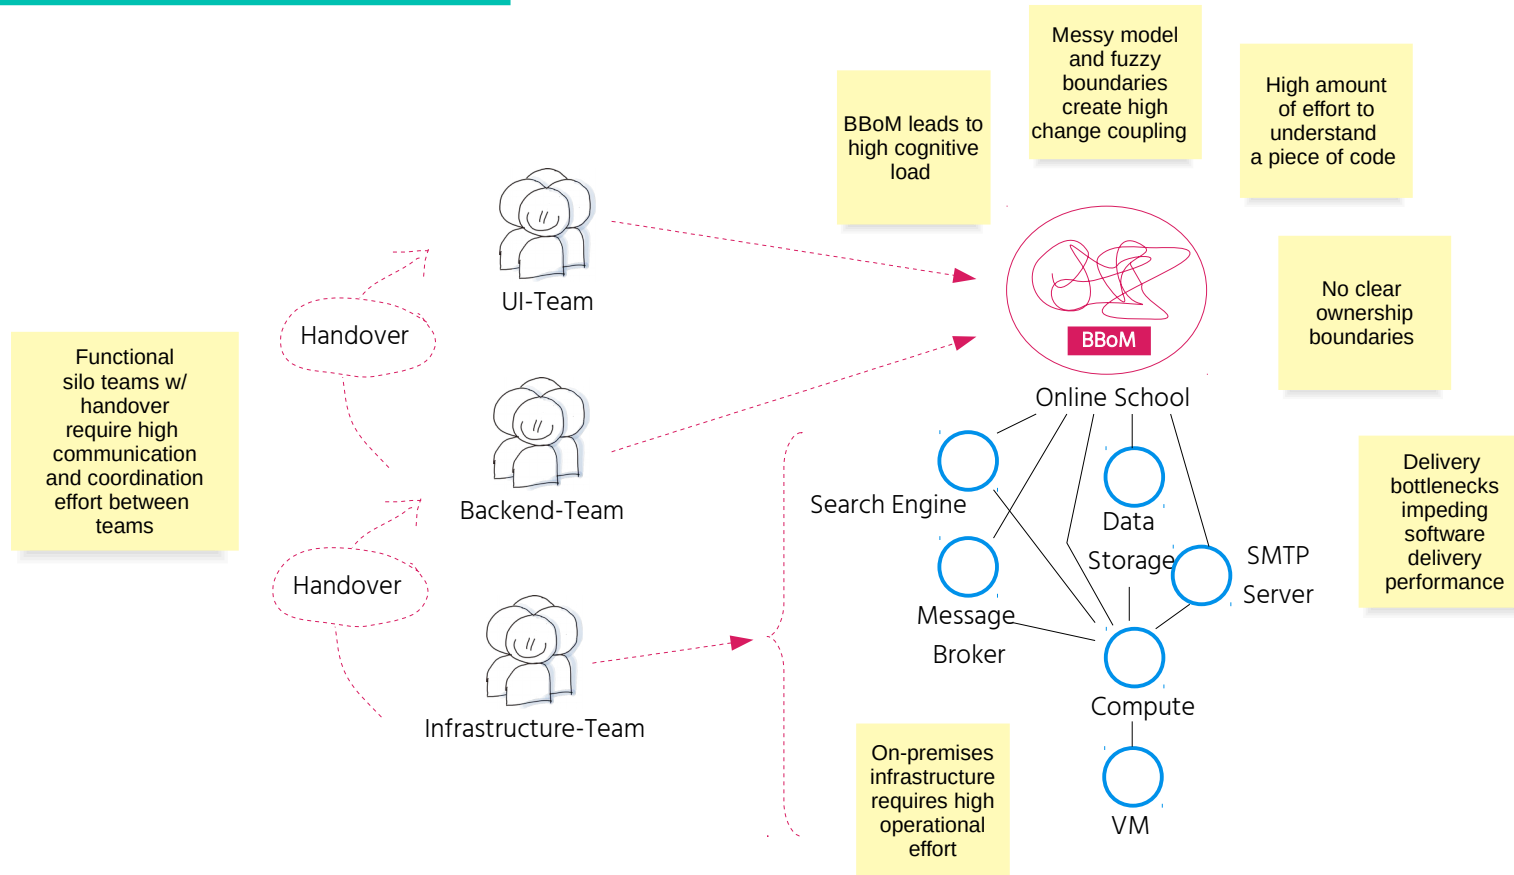 Messy model
and fuzzy
boundaries
create high
change coupling
High amount
of effort to
understand
a piece of code
BBoM leads to
high cognitive
load
UI-Team
Handover
No clear
ownership
boundaries
BBoM
Functional
silo teams w/
handover
require high
communication
and coordination
effort between
teams
Online School
Search Engine
Backend-Team
Data
Storage
Delivery
bottlenecks
impeding
software
delivery
performance
SMTP
Server
Handover
Message
Broker
Compute
Infrastructure-Team
On-premises
infrastructure
requires high
operational
effort
VM